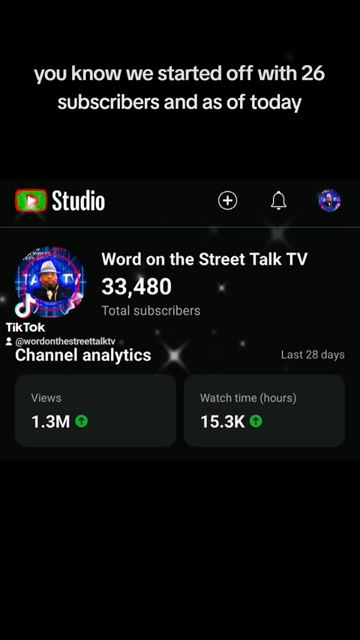 you know we started off with 26
subscribers and as of today
Studio
Word on the Street Talk TV
33,480
Total subscribers
TikTok
@wordonthestreettalktv
Channel analytics
Last 28 days
Views
Watch time (hours)
1.3M
15.3K